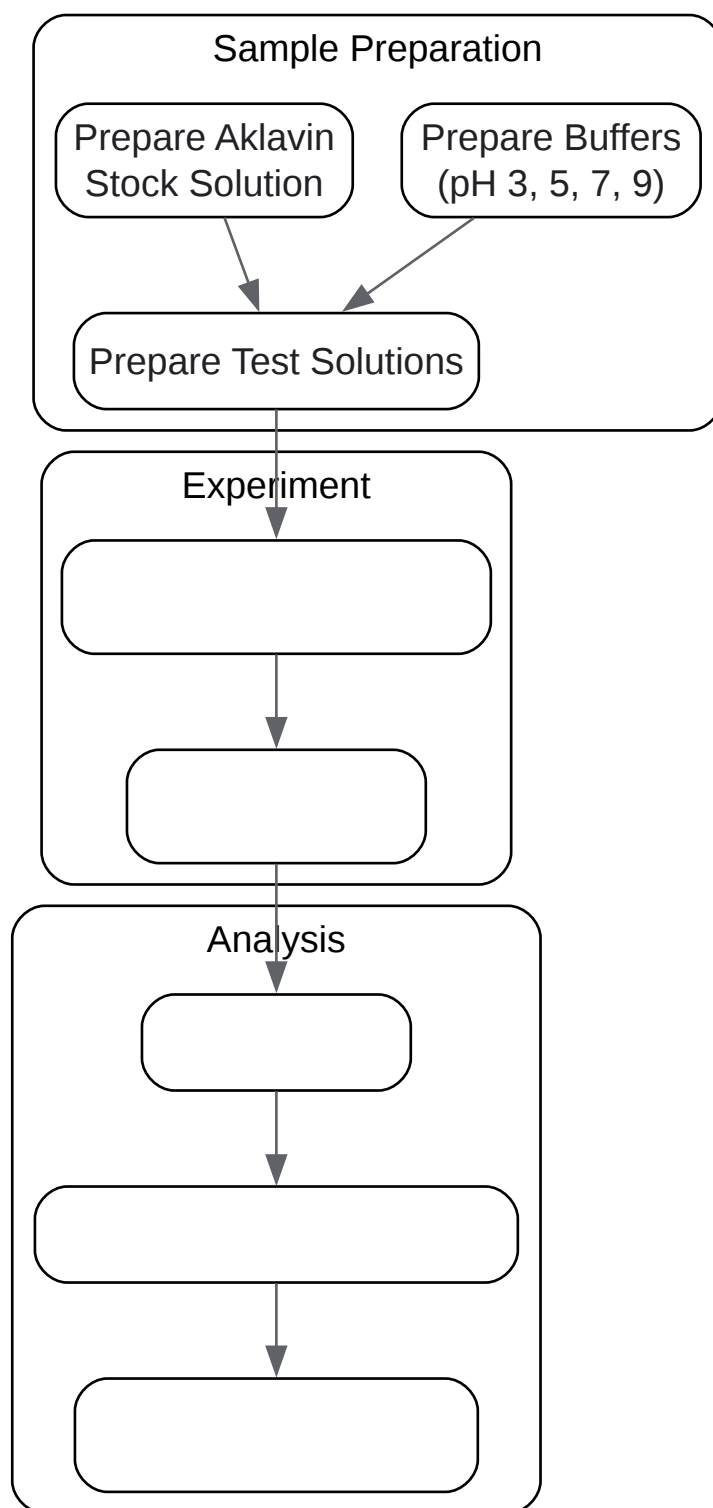 Sample Preparation
Prepare Aklavin
Stock Solution
Prepare Buffers
(pH 3, 5, 7, 9)
Prepare Test Solutions
Experiment
Analysis